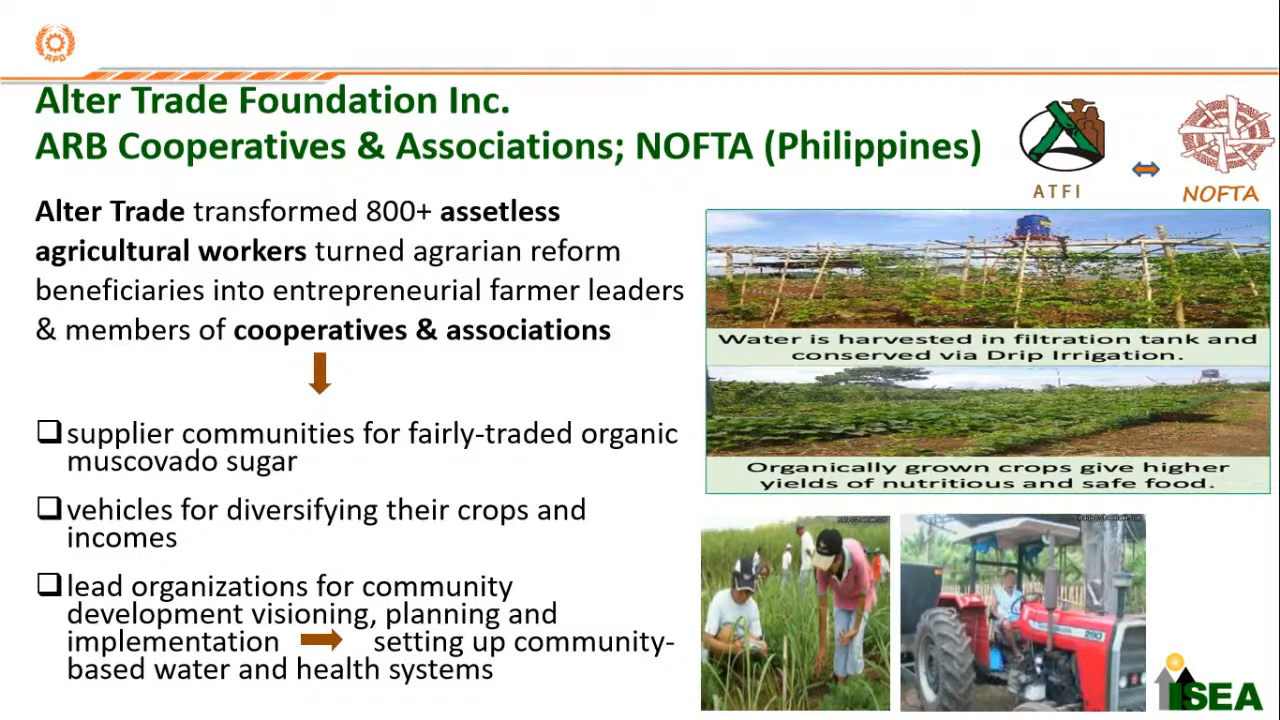 APO
Alter Trade Foundation Inc.
ARB Cooperatives & Associations; NOFTA (Philippines)
ATFI
NOFTA
Alter Trade transformed 800+ assetless
agricultural workers turned agrarian reform
beneficiaries into entrepreneurial farmer leaders
& members of cooperatives & associations
❑supplier communities for fairly-traded organic
muscovado sugar
❑vehicles for diversifying their crops and
incomes
❑lead organizations for community
development visioning, planning and
implementation setting up community-
based water and health systems
Water is harvested in filtration tank and
conserved via Drip Irrigation.
Organically grown crops give higher
yields of nutritious and safe food.
ISEA